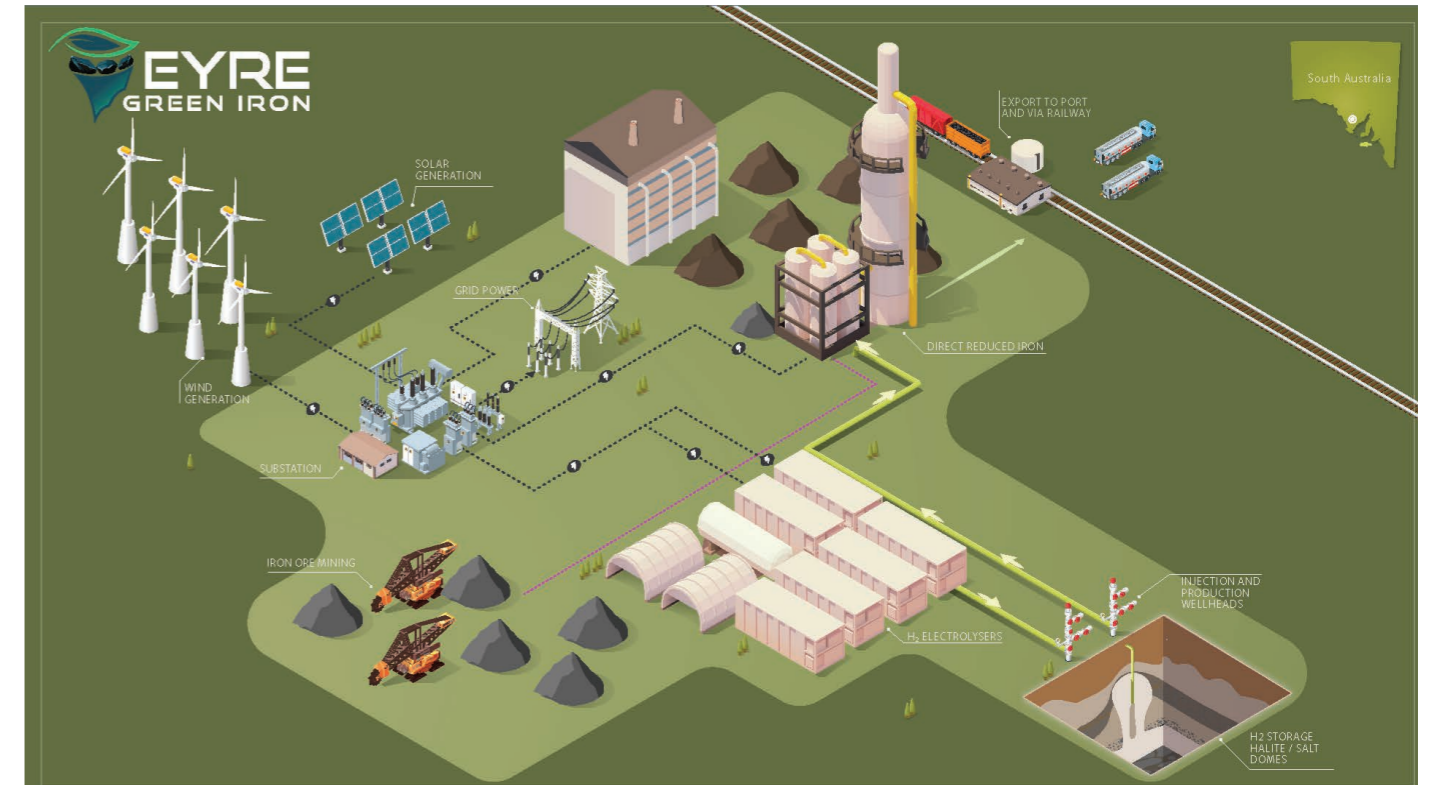 EYRE
GREEN IRON
South Australia
EXPORT TO PORT
AND VIA RAILWAY
SOLAR
GENERATION
GRID POWER
DIRECT REDUCED IRON
WIND
GENERATION
SUBSTATION
IRON ORE MINING
INJECTION AND
PRODUCTION
WELLHEADS
H₂ ELECTROLYSERS
H2 STORAGE
HALITE / SALT
DOMES